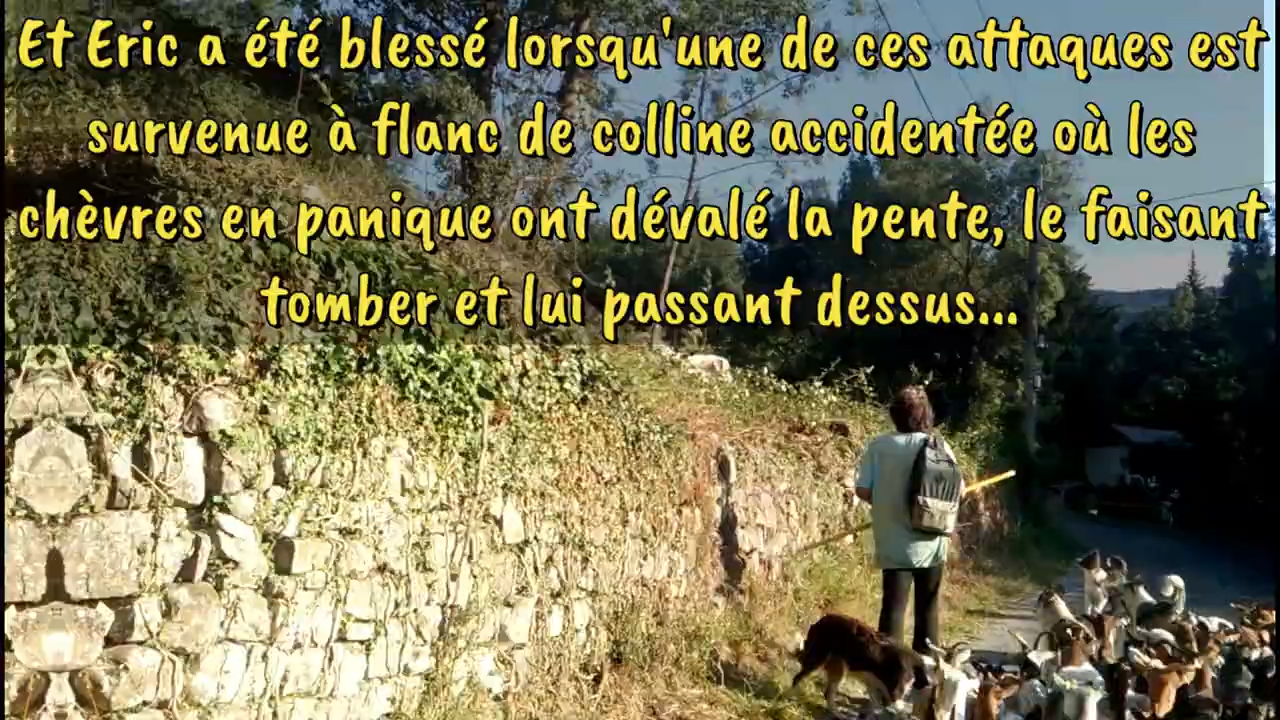 Et Eric a été blessé lorsqu'une de ces attaques est
survenue à flanc de colline accidentée où les
chèvres en panique ont dévalé la pente, le faisant
tomber et lui passant dessus...